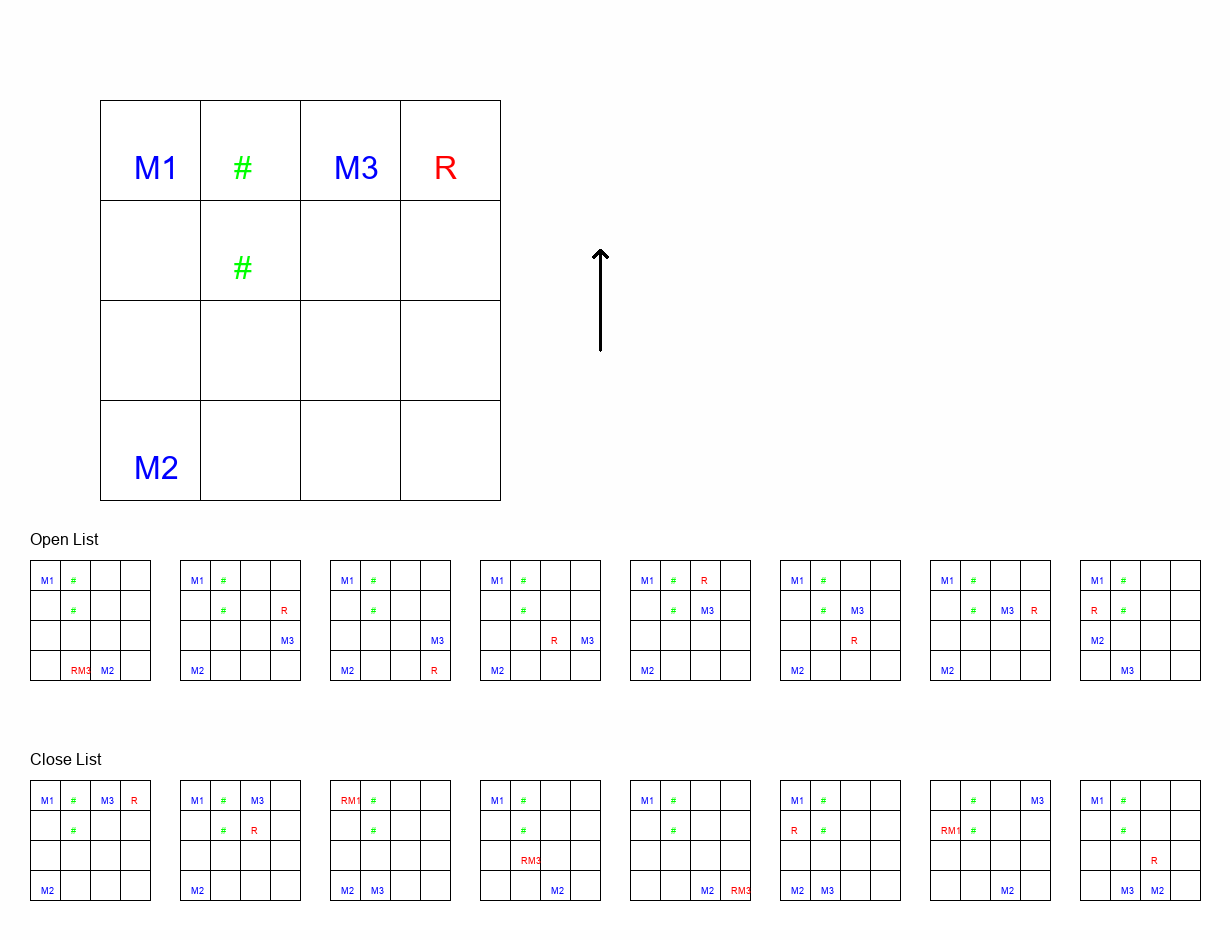 M1 # M3 R
#
M2
Open List
M1 # M1 # M1 # M1 # M1 # R M1 # M1 # M1 #
# # R # # # M3 # M3 # M3 R R #
M3 M3 R M3 R M2
RM3 M2 M2 M2 R M2 M2 M2 M2 M3
Close List
M1 # M3 R M1 # M3 RM1 # M1 # M1 # M1 # # M3 M1 #
# # R # # # R # RM1 # #
RM3 R
M2 M2 M2 M3 M2 M2 RM3 M2 M3 M2 M3 M2